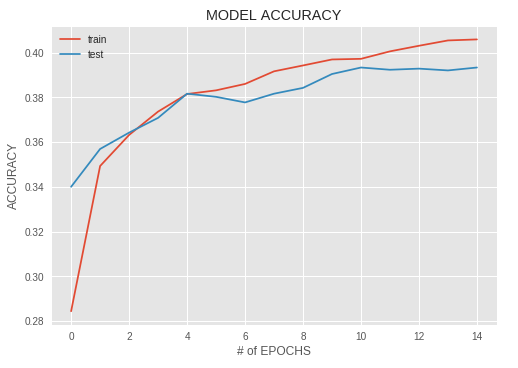 MODEL ACCURACY
train
test
0.40
0.38
0.36
0.34
0.32
0.30
0.28
ACCURACY
0 2 4 6 8 10 12 14
# of EPOCHS